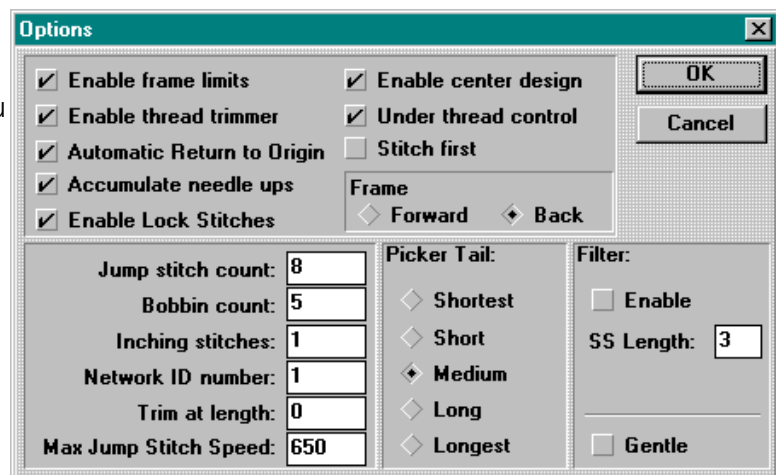 Options
Enable frame limits
Enable thread trimmer
Automatic Return to Origin
Accumulate needle ups
Enable Lock Stitches
Enable center design
Under thread control
Stitch first
Frame
Forward Back
OK
Cancel
Jump stitch count: 8
Bobbin count: 5
Inching stitches: 1
Network ID number: 1
Trim at length: 0
Max Jump Stitch Speed: 650
Picker Tail:
Shortest
Short
Medium
Long
Longest
Filter:
Enable
SS Length: 3
Gentle